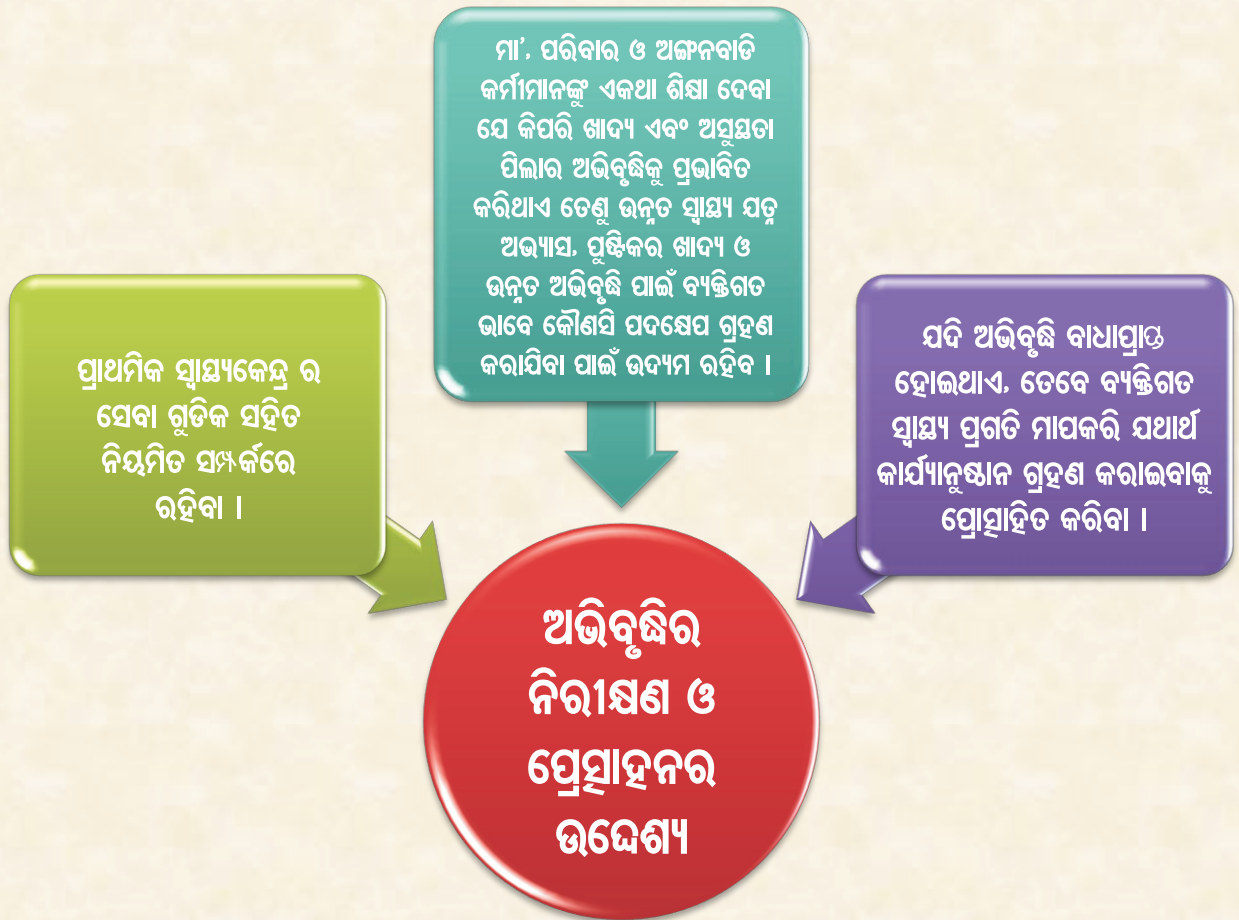 ମା', ପରିବାର ଓ ଅଙ୍ଗନବାଡି
କର୍ମୀମାନଙ୍କୁ ଏକଥା ଶିକ୍ଷା ଦେବା
ଯେ କିପରି ଖାଦ୍ୟ ଏବଂ ଅସୁସ୍ଥତା
ପିଲାର ଅଭିବୃଦ୍ଧିକୁ ପ୍ରଭାବିତ
କରିଥାଏ ତେଣୁ ଉନ୍ନତ ସ୍ୱାସ୍ଥ୍ୟ ଯତ୍ନ
ଅଭ୍ୟାସ, ପୁଷ୍ଟିକର ଖାଦ୍ୟ ଓ
ଉନ୍ନତ ଅଭିବୃଦ୍ଧି ପାଇଁ ବ୍ୟକ୍ତିଗତ
ଭାବେ କୌଣସି ପଦକ୍ଷେପ ଗ୍ରହଣ
କରାଯିବା ପାଇଁ ଉଦ୍ୟମ ରହିବ ।
ପ୍ରାଥମିକ ସ୍ୱାସ୍ଥ୍ୟକେନ୍ଦ୍ର ର
ସେବା ଗୁଡିକ ସହିତ
ନିୟମିତ ସମ୍ପର୍କରେ
ରହିବା ।
ଯଦି ଅଭିବୃଦ୍ଧି ବାଧାପ୍ରାପ୍ତ
ହୋଇଥାଏ, ତେବେ ବ୍ୟକ୍ତିଗତ
ସ୍ୱାସ୍ଥ୍ୟ ପ୍ରଗତି ମାପକରି ଯଥାର୍ଥ
କାର୍ଯ୍ୟାନୁଷ୍ଠାନ ଗ୍ରହଣ କରାଇବାକୁ
ପ୍ରୋତ୍ସାହିତ କରିବା ।
ଅଭିବୃଦ୍ଧିର
ନିରୀକ୍ଷଣ ଓ
ପ୍ରେତ୍ସାହନର
ଉଦ୍ଦେଶ୍ୟ